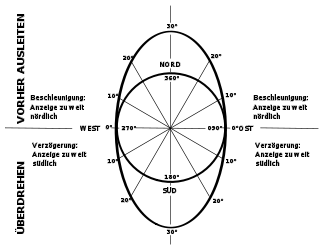 VORHER AUSLEITEN
ÜBERDREHEN
30°
20°
20°
NORD
360°
Beschleunigung:
Anzeige zu weit
nördlich
10°
10°
Beschleunigung:
Anzeige zu weit
nördlich
WEST
0°
270°
090°
0°
OST
Verzögerung:
Anzeige zu weit
südlich
10°
10°
Verzögerung:
Anzeige zu weit
südlich
180°
SÜD
20°
20°
30°